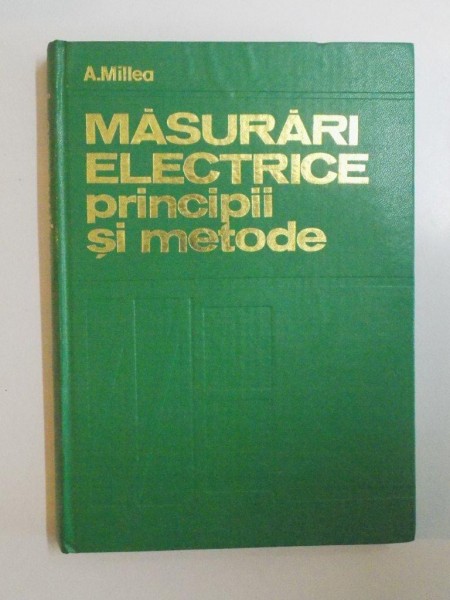 A.Millea
MĂSURĂRI
ELECTRICE
principii
și metode